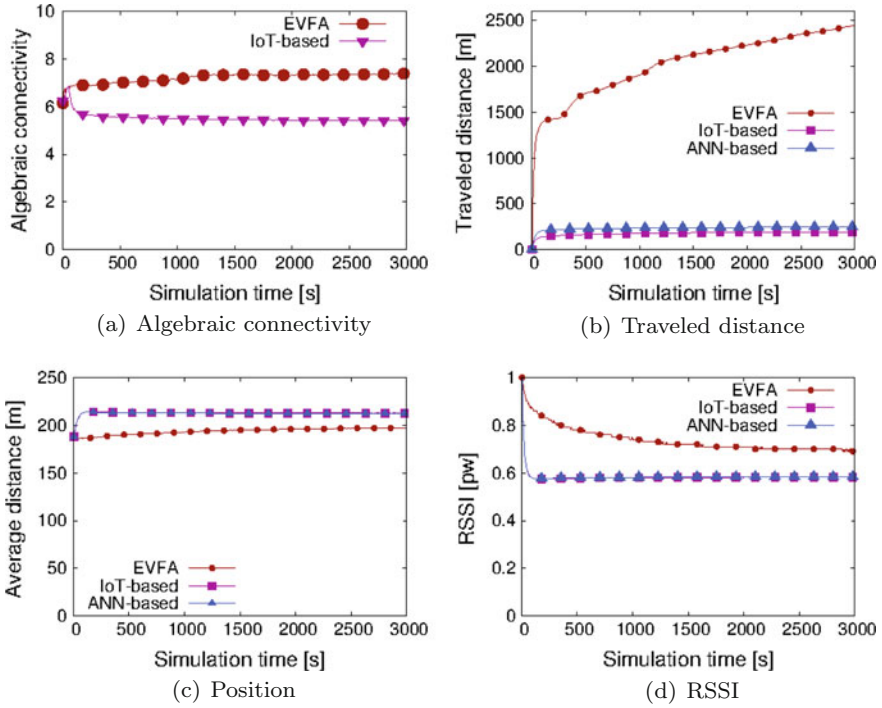 EVFA
IoT-based
10
8
6
4
2
0
Algebraic connectivity
0 500 1000 1500 2000 2500 3000
Simulation time [s]
(a) Algebraic connectivity
2500
2000
1500
1000
500
0
Traveled distance [m]
EVFA
IoT-based
ANN-based
0 500 1000 1500 2000 2500 3000
Simulation time [s]
(b) Traveled distance
250
200
150
100
50
0
Average distance [m]
EVFA
IoT-based
ANN-based
0 500 1000 1500 2000 2500 3000
Simulation time [s]
(c) Position
1
0.8
0.6
0.4
0.2
0
RSSI [pw]
EVFA
IoT-based
ANN-based
0 500 1000 1500 2000 2500 3000
Simulation time [s]
(d) RSSI